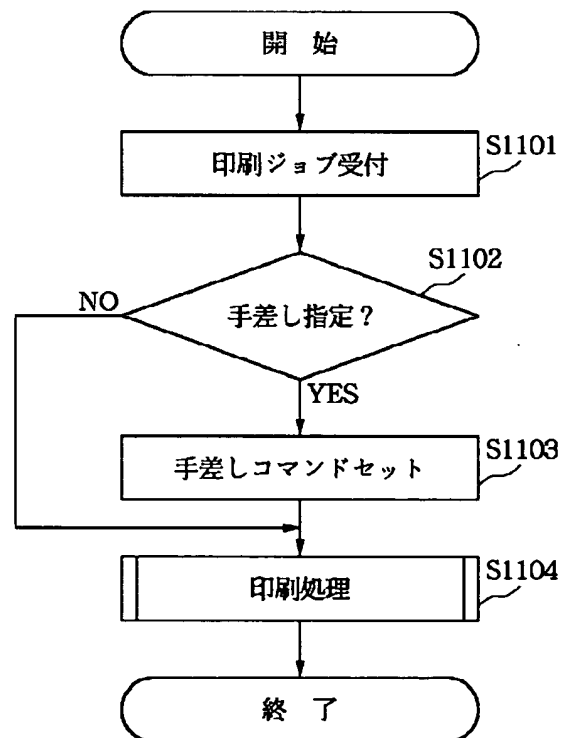 開 始
S1101
印刷ジョブ受付
S1102
NO
手差し指定?
YES
S1103
手差しコマンドセット
S1104
印刷処理
終 了